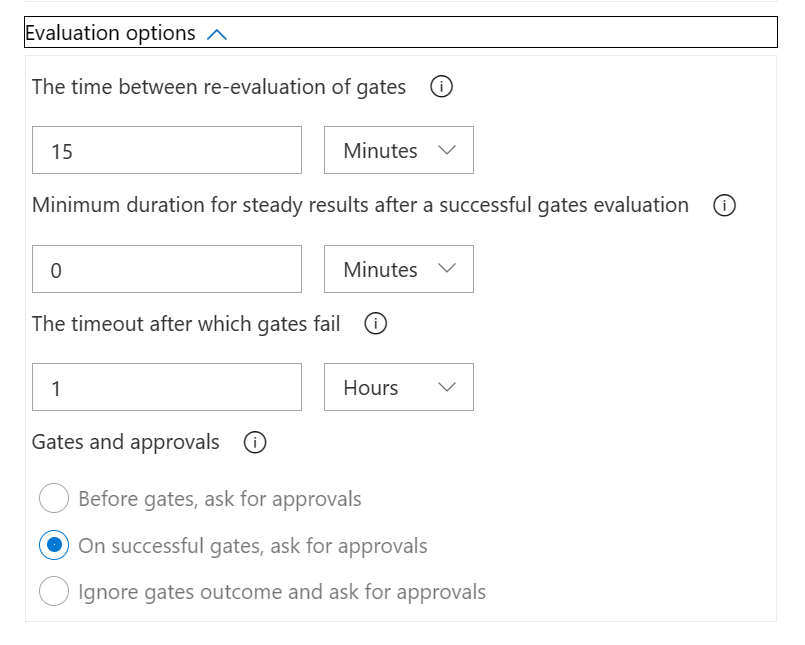 Evaluation options
The time between re-evaluation of gates
15
Minutes
Minimum duration for steady results after a successful gates evaluation
0
Minutes
The timeout after which gates fail
1
Hours
Gates and approvals
Before gates, ask for approvals
On successful gates, ask for approvals
Ignore gates outcome and ask for approvals